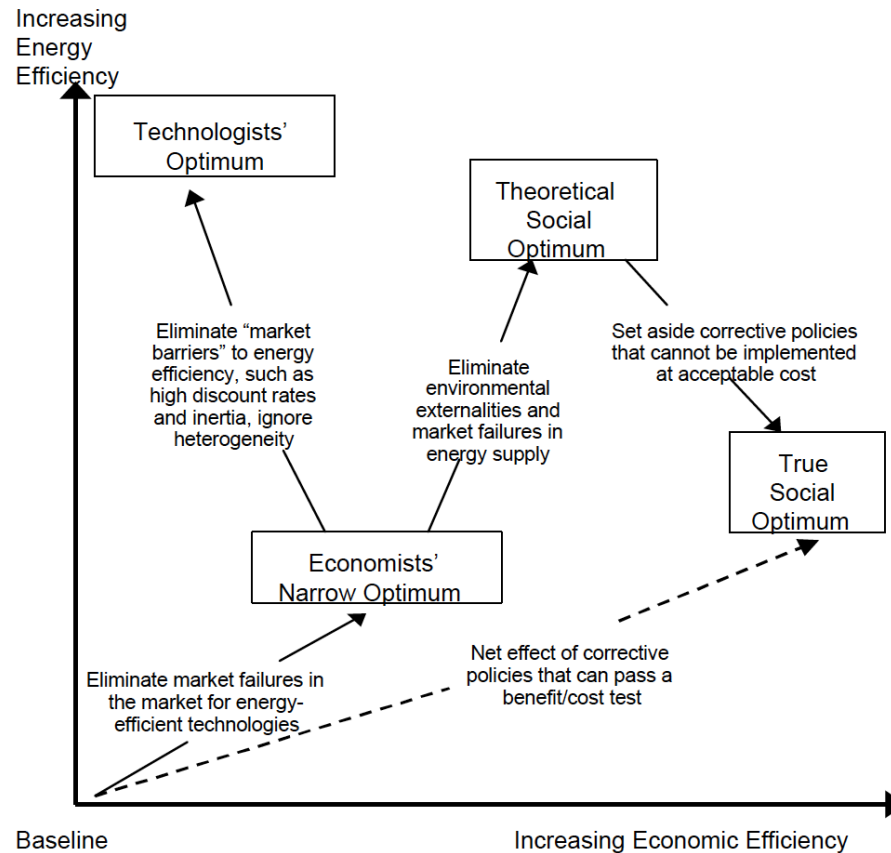 Increasing
Energy
Efficiency
Technologists’
Optimum
Theoretical
Social
Optimum
Eliminate “market
barriers” to energy
efficiency, such as
high discount rates
and inertia, ignore
heterogeneity
Eliminate
environmental
externalities and
market failures in
energy supply
Set aside corrective policies
that cannot be implemented
at acceptable cost
True
Social
Optimum
Economists’
Narrow Optimum
Eliminate market failures in
the market for energy-
efficient technologies
Net effect of corrective
policies that can pass a
benefit/cost test
Baseline
Increasing Economic Efficiency